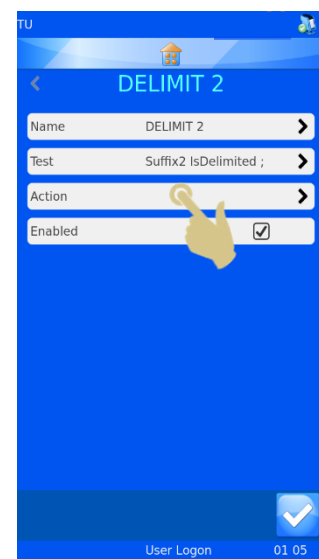 TU
DELIMIT 2
Name DELIMIT 2
Test Suffix2 IsDelimited ;
Action
Enabled
User Logon 01 05